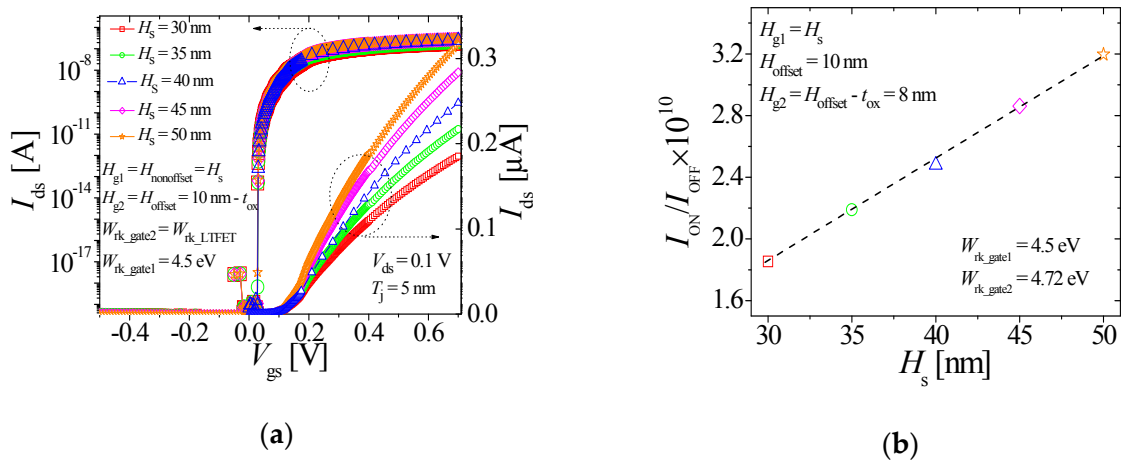 H_s = 30 nm
H_s = 35 nm
H_s = 40 nm
H_s = 45 nm
H_s = 50 nm
H_g1 = H_nonoffset = H_s
H_g2 = H_offset = 10 nm - t_ox
W_rk_gate2 = W_rk_LTFET
W_rk_gate1 = 4.5 eV
V_ds = 0.1 V
T_j = 5 nm
10^-8
10^-11
10^-14
10^-17
I_ds [A]
0.3
0.2
0.1
0.0
I_ds [µA]
-0.4 -0.2 0.0 0.2 0.4 0.6
V_gs [V]
(a)
H_g1 = H_s
H_offset = 10 nm
H_g2 = H_offset - t_ox = 8 nm
W_rk_gate1 = 4.5 eV
W_rk_gate2 = 4.72 eV
3.2
2.8
2.4
2.0
1.6
I_ON/I_OFF×10^10
30 35 40 45 50
H_s [nm]
(b)